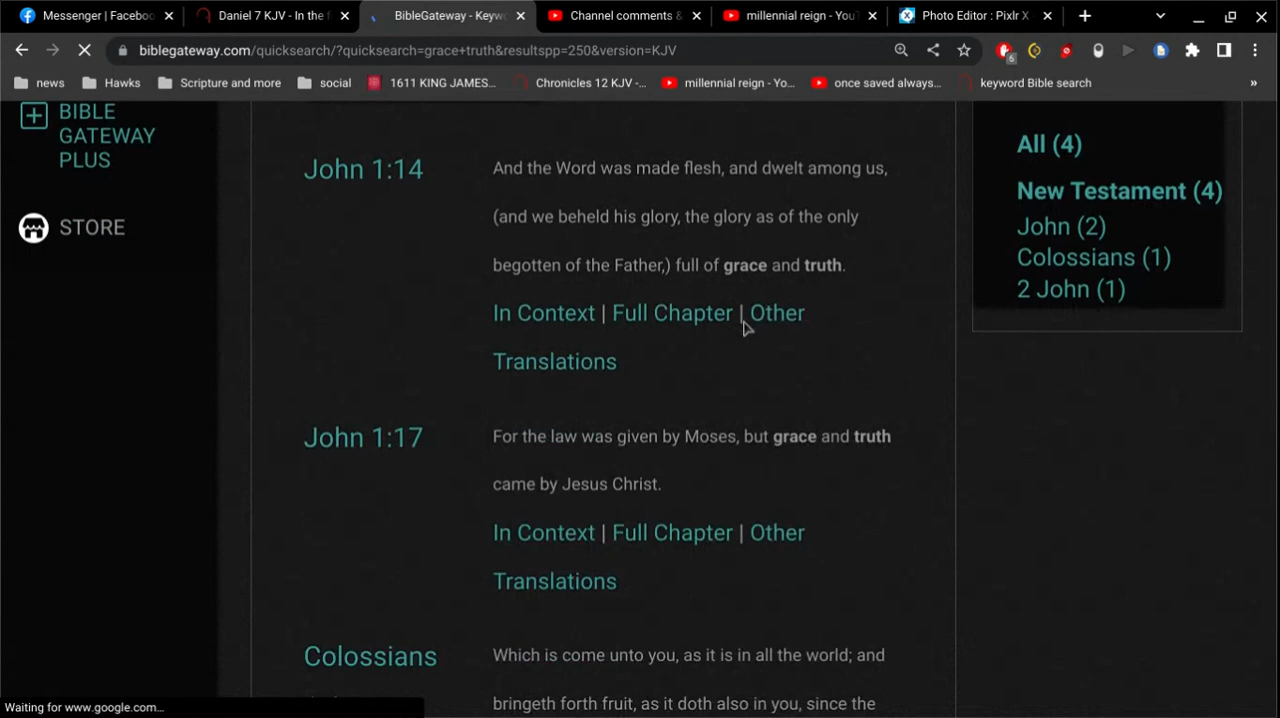 Messenger | Faceboo
Daniel 7 KJV - In the f
BibleGateway - Keyw
Channel comments &
millennial reign - YouT
Photo Editor : Pixlr X
biblegateway.com/quicksearch/?quicksearch=grace+truth&resultspp=250&version=KJV
6
news
Hawks
Scripture and more
social
1611 KING JAMES...
Chronicles 12 KJV -...
millennial reign - Yo...
once saved always...
keyword Bible search
»
BIBLE
GATEWAY
PLUS
STORE
John 1:14
And the Word was made flesh, and dwelt among us,
(and we beheld his glory, the glory as of the only
begotten of the Father,) full of grace and truth.
In Context | Full Chapter | Other
Translations
John 1:17
For the law was given by Moses, but grace and truth
came by Jesus Christ.
In Context | Full Chapter | Other
Translations
Colossians
Which is come unto you, as it is in all the world; and
bringeth forth fruit, as it doth also in you, since the
All (4)
New Testament (4)
John (2)
Colossians (1)
2 John (1)
Waiting for www.google.com...